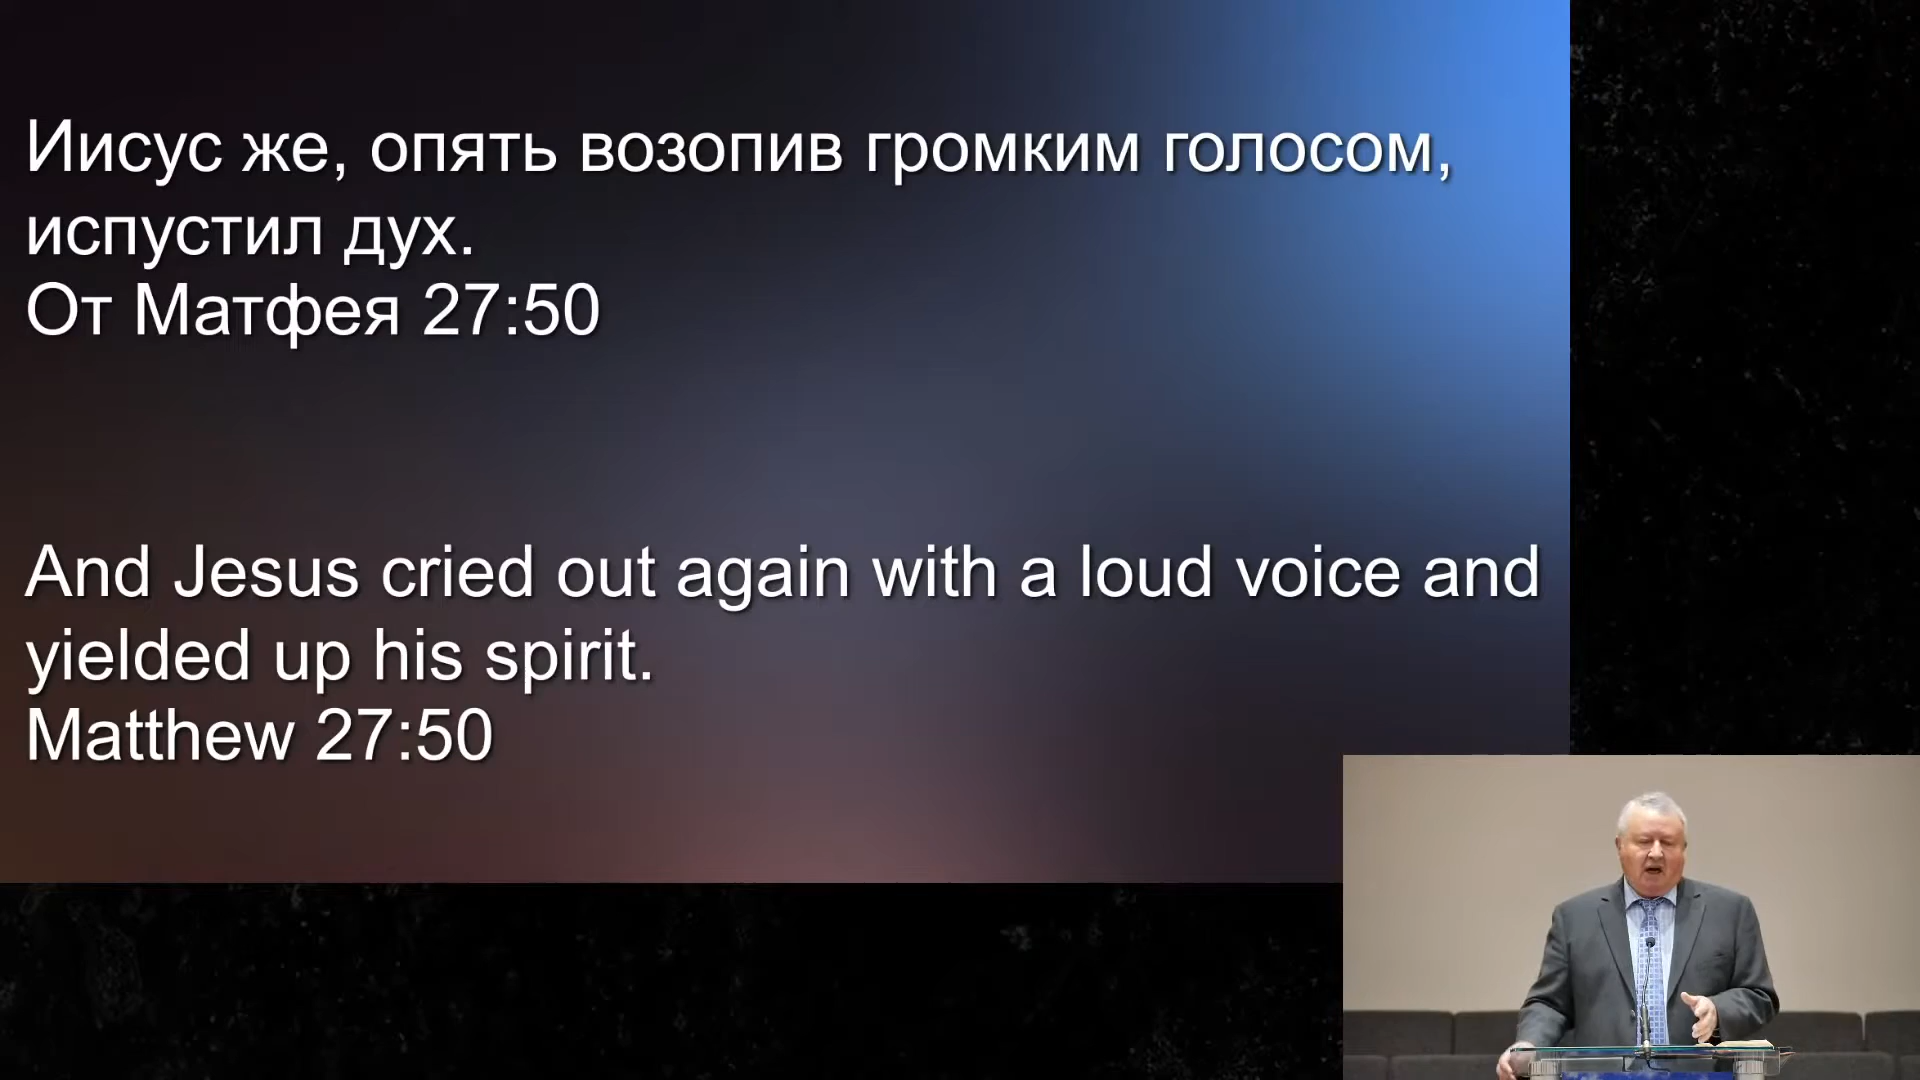 Иисус же, опять возопив громким голосом,
испустил дух.
От Матфея 27:50
And Jesus cried out again with a loud voice and
yielded up his spirit.
Matthew 27:50